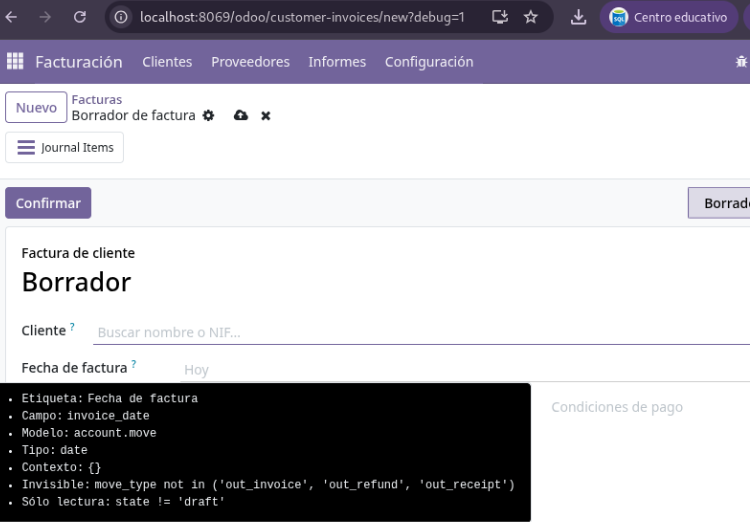 localhost:8069/odoo/customer-invoices/new?debug=1
SQL
Centro educativo
Facturación Clientes Proveedores Informes Configuración
Nuevo
Facturas
Borrador de factura
Journal Items
Confirmar
Factura de cliente
Borrador
Cliente ?
Buscar nombre o NIF...
Fecha de factura ?
Hoy
Condiciones de pago
• Etiqueta: Fecha de factura
• Campo: invoice_date
• Modelo: account.move
• Tipo: date
• Contexto: {}
• Invisible: move_type not in ('out_invoice', 'out_refund', 'out_receipt')
• Sólo lectura: state != 'draft'